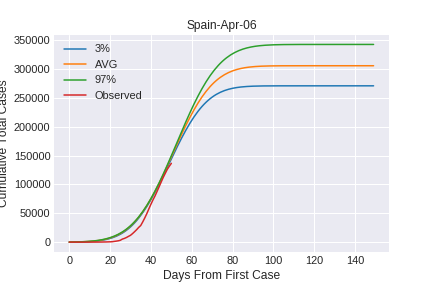 Spain-Apr-06
350000
300000
250000
200000
150000
100000
50000
0
Cumulative Total Cases
3%
AVG
97%
Observed
0 20 40 60 80 100 120 140
Days From First Case